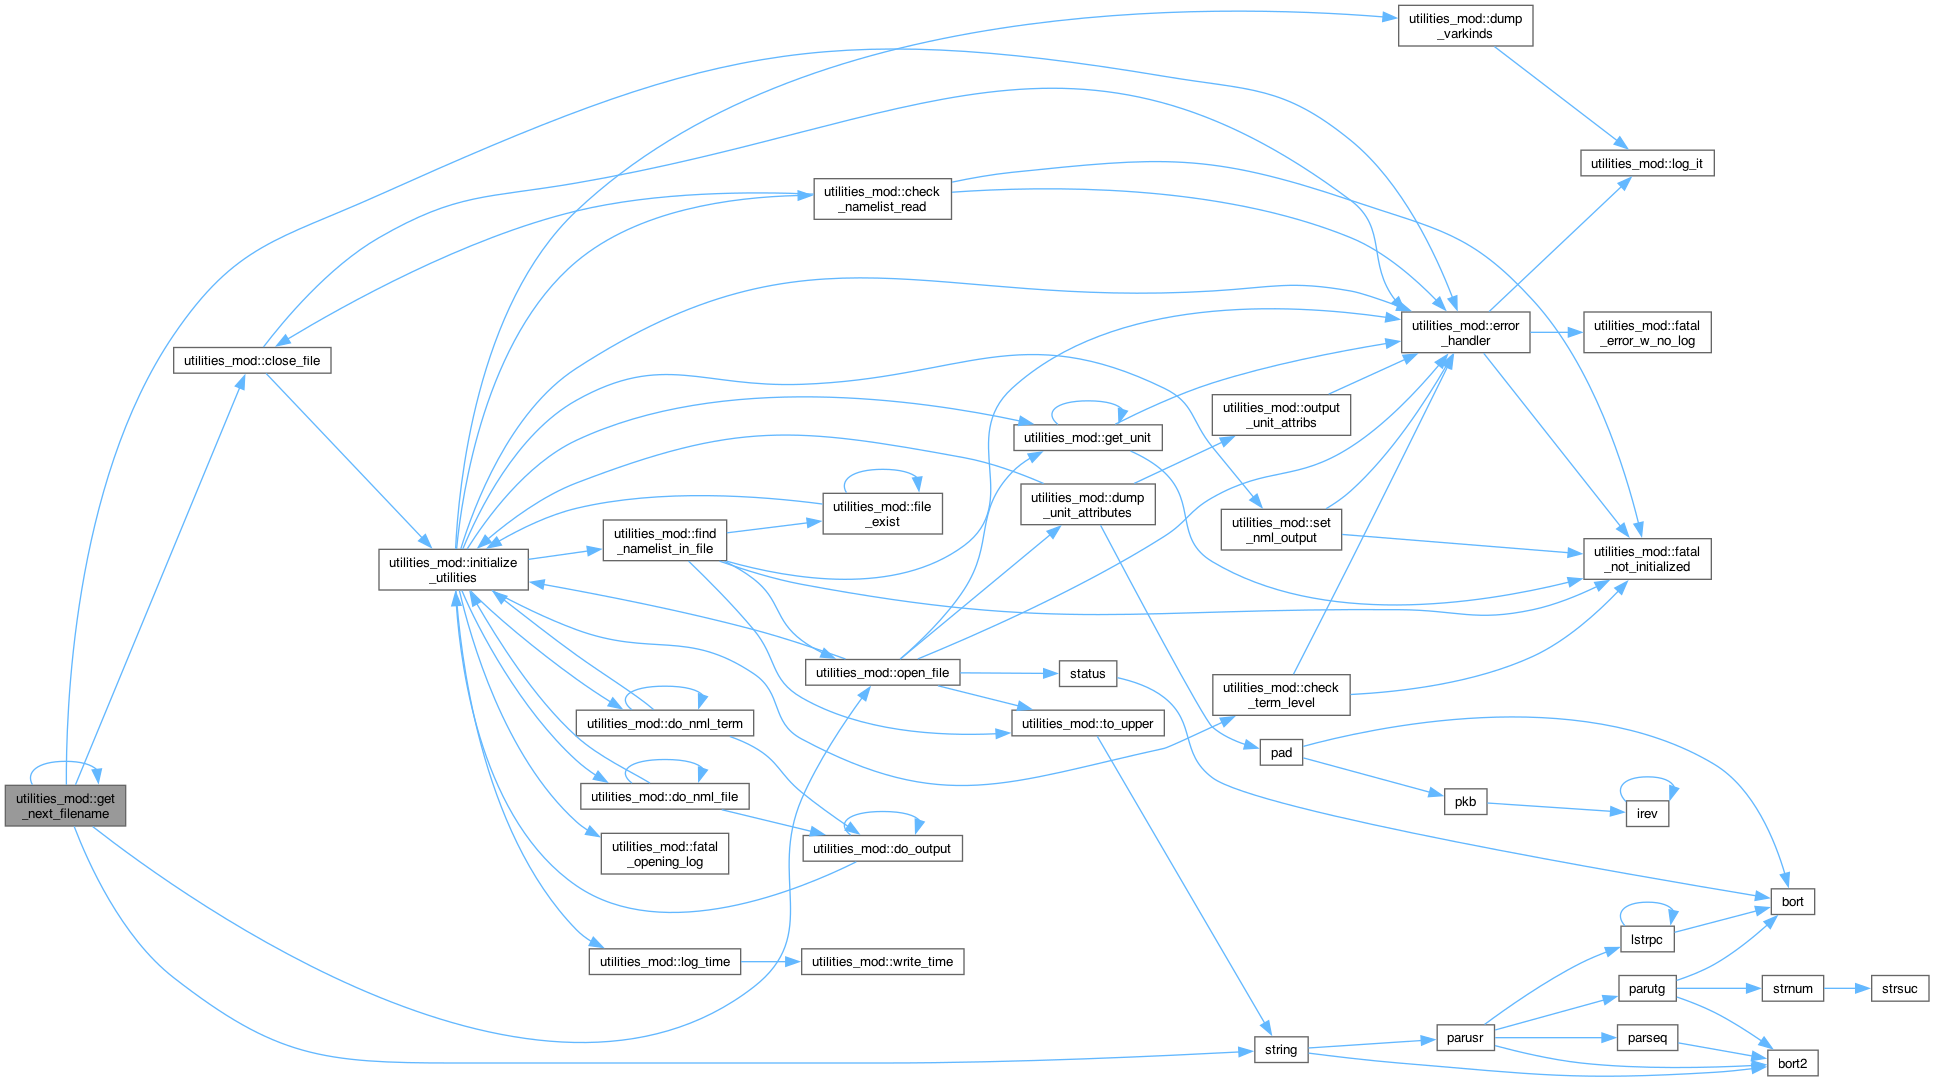 utilities_mod::dump
_varkinds
utilities_mod::log_it
utilities_mod::check
_namelist_read
utilities_mod::error
_handler
utilities_mod::fatal
_error_w_no_log
utilities_mod::close_file
utilities_mod::output
_unit_attribs
utilities_mod::get_unit
utilities_mod::dump
_unit_attributes
utilities_mod::file
_exist
utilities_mod::set
_nml_output
utilities_mod::find
_namelist_in_file
utilities_mod::fatal
_not_initialized
utilities_mod::initialize
_utilities
utilities_mod::open_file
status
utilities_mod::check
_term_level
utilities_mod::do_nml_term
utilities_mod::to_upper
pad
utilities_mod::get
_next_filename
utilities_mod::do_nml_file
pkb
irev
utilities_mod::fatal
_opening_log
utilities_mod::do_output
bort
lstrpc
utilities_mod::log_time
utilities_mod::write_time
parutg
strnum
strsuc
string
parusr
parseq
bort2